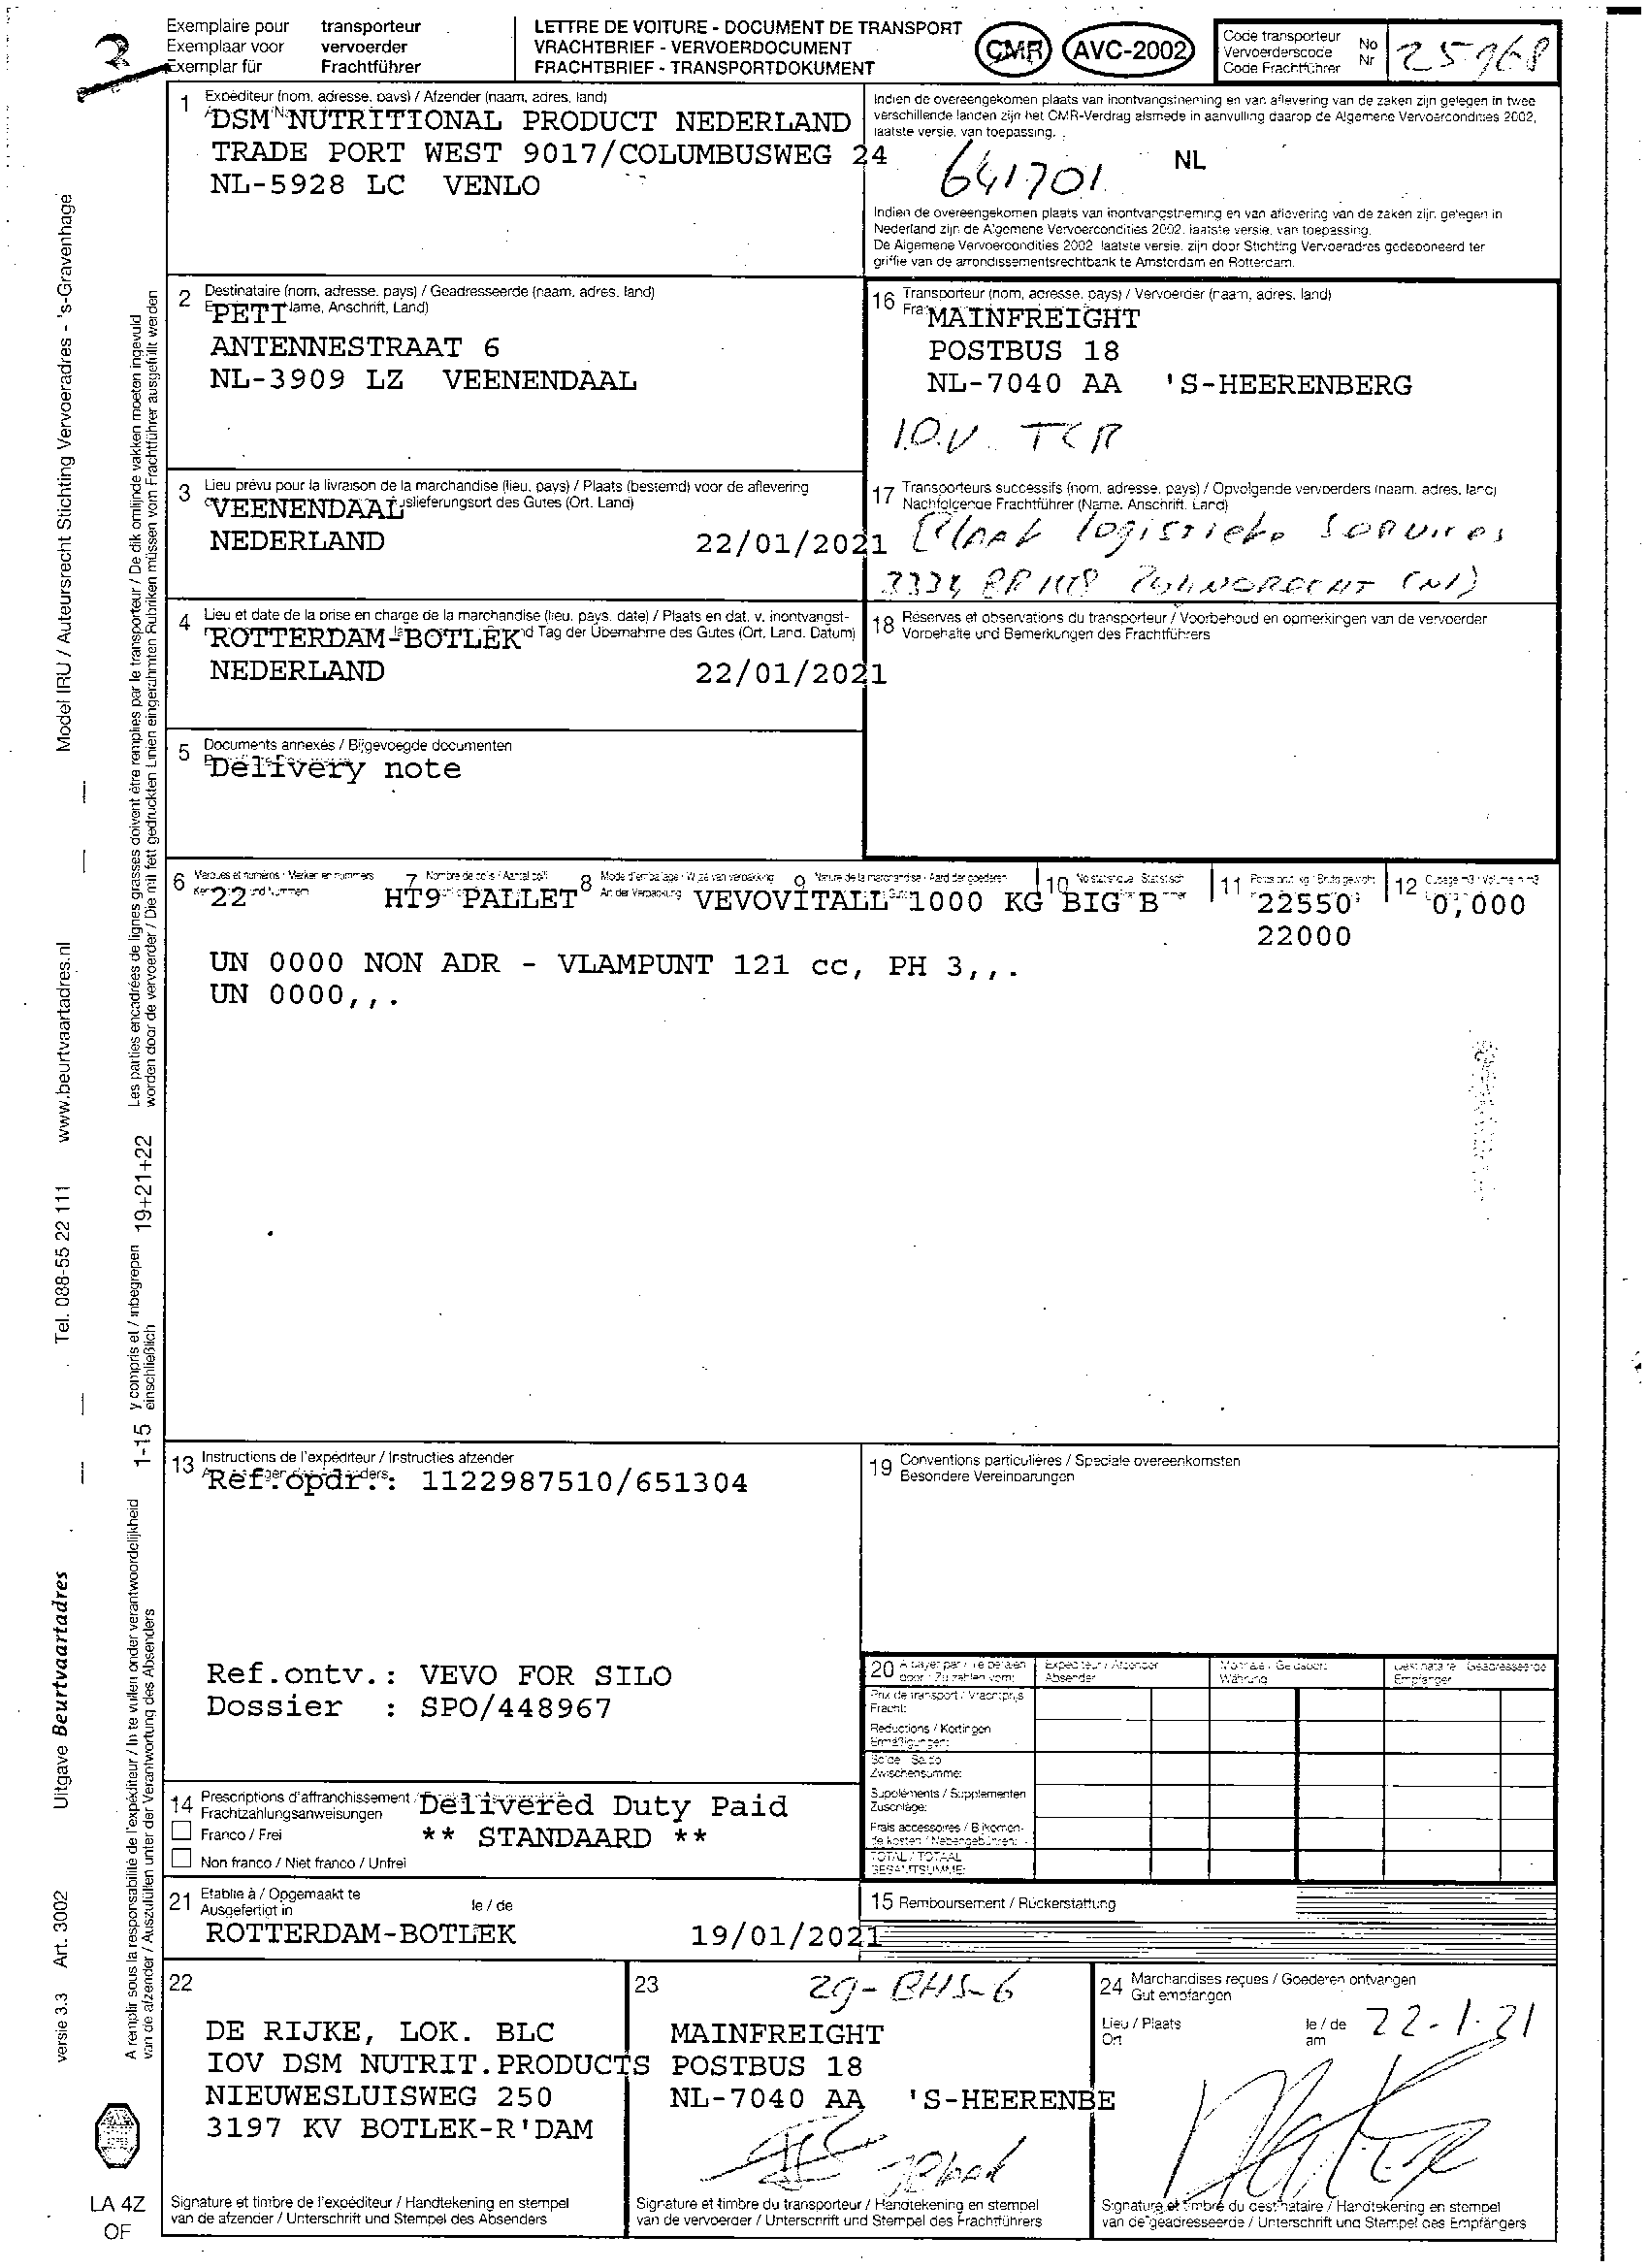 2
Exemplaire pour transporteur
Exemplaar voor vervoerder
Exemplar für Frachtführer
LETTRE DE VOITURE - DOCUMENT DE TRANSPORT
VRACHTBRIEF - VERVOERDOCUMENT
FRACHTBRIEF - TRANSPORTDOKUMENT
CMR AVC-2002
Code transporteur
Vervoerderscode
Code Frachtführer
No
Nr
25968
1 Expéditeur (nom, adresse, pays) / Afzender (naam, adres, land)
DSM NUTRITIONAL PRODUCT NEDERLAND
TRADE PORT WEST 9017/COLUMBUSWEG 24
NL-5928 LC VENLO
Indien de overeengekomen plaats van inontvangstneming en van aflevering van de zaken zijn gelegen in twee
verschillende landen zijn het CMR-Verdrag alsmede in aanvulling daarop de Algemene Vervoercondities 2002,
laatste versie, van toepassing.
641701 NL
Indien de overeengekomen plaats van inontvangstneming en van aflevering van de zaken zijn gelegen in
Nederland zijn de Algemene Vervoercondities 2002, laatste versie, van toepassing.
De Algemene Vervoercondities 2002 laatste versie, zijn door Stichting Vervoeradres gedeponeerd ter
griffie van de arrondissementsrechtbank te Amsterdam en Rotterdam.
2 Destinataire (nom, adresse, pays) / Geadresseerde (naam, adres, land)
PETI Name, Anschrift, Land)
ANTENNESTRAAT 6
NL-3909 LZ VEENENDAAL
16 Transporteur (nom, adresse, pays) / Vervoerder (naam, adres, land)
MAINFREIGHT
POSTBUS 18
NL-7040 AA 'S-HEERENBERG
I.O.V. TCR
3 Lieu prévu pour la livraison de la marchandise (lieu, pays) / Plaats (bestemd) voor de aflevering
VEENENDAAL Auslieferungsort des Gutes (Ort, Land)
NEDERLAND 22/01/2021
17 Transporteurs successifs (nom, adresse, pays) / Opvolgende vervoerders (naam, adres, land)
Nachfolgende Frachtführer (Name, Anschrift, Land)
logistieke services
4 Lieu et date de la prise en charge de la marchandise (lieu, pays, date) / Plaats en dat. v. inontvangst-
ROTTERDAM-BOTLEK und Tag der Übernahme des Gutes (Ort, Land, Datum)
NEDERLAND 22/01/2021
18 Réserves et observations du transporteur / Voorbehoud en opmerkingen van de vervoerder
Vorbehalte und Bemerkungen des Frachtführers
5 Documents annexés / Bijgevoegde documenten
Delivery note
6 Marques et numéros / Merken en nummers
7 Nombre de colis / Aantal colli
8 Mode d'emballage / Wijze van verpakking
Art der Verpackung
9 Nature de la marchandise / Aard der goederen
10 No statistique / Statistisch
11 Poids brut, kg / Bruto gewicht
12 Cubage m3 / Volume in m3
22 HT9 PALLET VEVOVITALL 1000 KG BIG B 22550 0,000
22000
UN 0000 NON ADR - VLAMPUNT 121 cc, PH 3,,.
UN 0000,,.
13 Instructions de l'expéditeur / Instructies afzender
Ref.opdr.: 1122987510/651304
Ref.ontv.: VEVO FOR SILO
Dossier : SPO/448967
19 Conventions particulières / Speciale overeenkomsten
Besondere Vereinbarungen
20 A payer par / Te betalen
door / Zu zahlen vom:
Expéditeur / Afzender
Absender
Monnaie / Geldsoort
Währung
Destinataire Geadresseerde
Empfänger
Prix de transport / Vrachtprijs
Fracht:
Reductions / Kortingen
Ermäßigungen:
Solde Saldo
Zwischensumme:
Suppléments / Supplementen
Zuschläge:
Frais accessoires / Bijkomen-
de kosten / Nebengebühren:
TOTAL / TOTAAL
GESAMTSUMME:
14 Prescriptions d'affranchissement
Frachtzahlungsanweisungen
Delivered Duty Paid
Franco / Frei
** STANDAARD **
Non franco / Niet franco / Unfrei
21 Etablie à / Opgemaakt te le / de
Ausgefertigt in
ROTTERDAM-BOTLEK 19/01/2021
15 Remboursement / Rückerstattung
22
DE RIJKE, LOK. BLC
IOV DSM NUTRIT.PRODUCTS
NIEUWESLUISWEG 250
3197 KV BOTLEK-R'DAM
Signature et timbre de l'expéditeur / Handtekening en stempel
van de afzender / Unterschrift und Stempel des Absenders
23
29-BHS-6
MAINFREIGHT
POSTBUS 18
NL-7040 AA 'S-HEERENBE
Signature et timbre du transporteur / Handtekening en stempel
van de vervoerder / Unterschrift und Stempel des Frachtführers
24 Marchandises reçues / Goederen ontvangen
Gut empfangen
Lieu / Plaats
Ort
le / de
am
22-1-21
Signature et timbre du destinataire / Handtekening en stempel
van de geadresseerde / Unterschrift und Stempel des Empfängers
Model IRU / Auteursrecht Stichting Vervoeradres - 's-Gravenhage
www.beurtvaartadres.nl
Tel. 088-55 22 111
Uitgave Beurtvaartadres
Art. 3002
versie 3.3
Les parties encadrées de lignes grasses doivent être remplies par le transporteur / De dik omlijnde vakken moeten ingevuld
worden door de vervoerder / Die mit fett gedruckten Linien eingerahmten Rubriken müssen vom Frachtführer ausgefüllt werden
19+21+22
y compris et / inbegrepen
einschließlich
1-15
A remplir sous la responsabilité de l'expéditeur / In te vullen onder verantwoordelijkheid
van de afzender / Auszufüllen unter der Verantwortung des Absenders
LA 4Z
OF